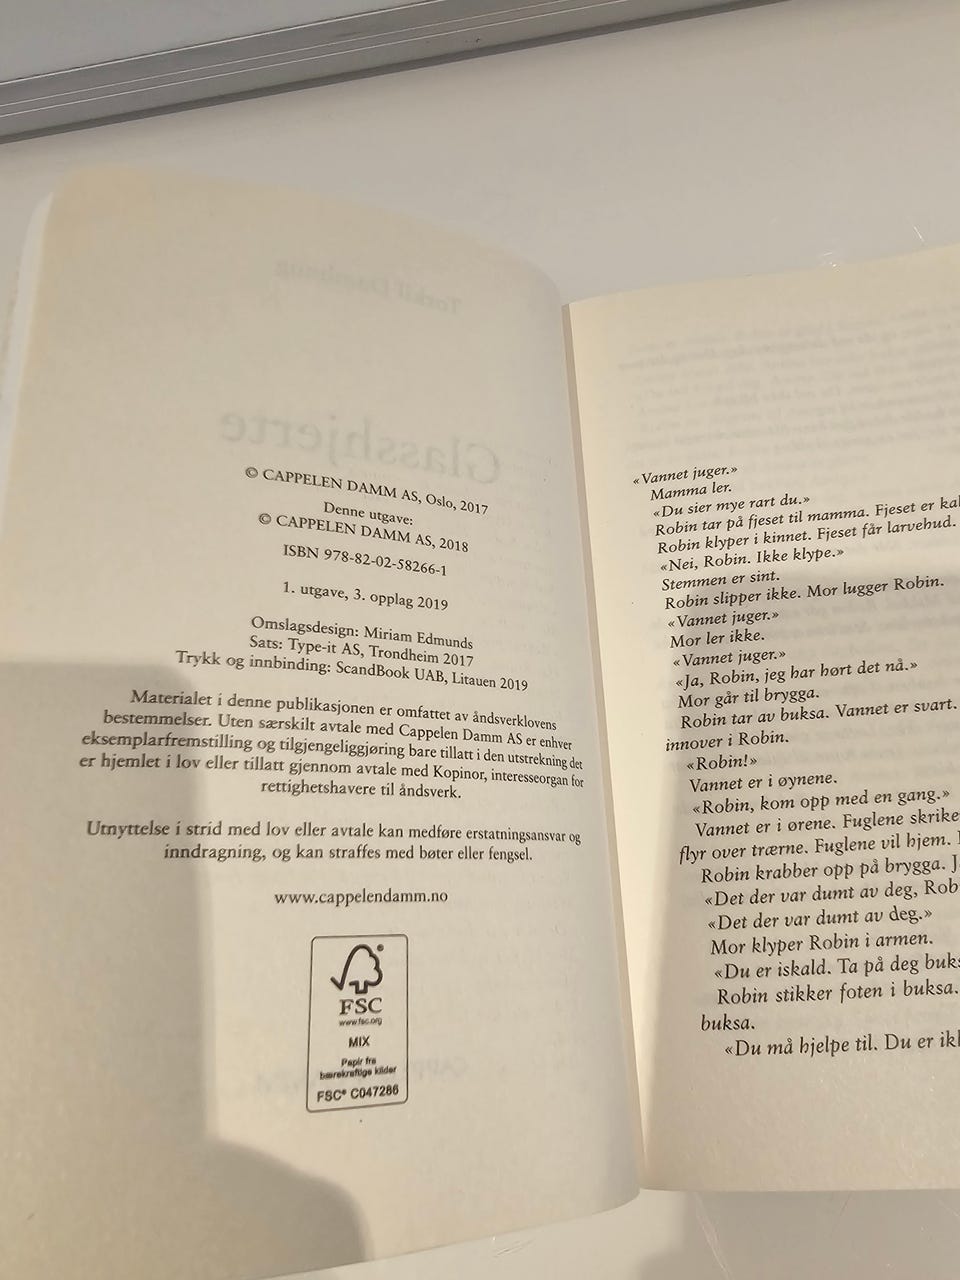 © CAPPELEN DAMM AS, Oslo, 2017
Denne utgave:
© CAPPELEN DAMM AS, 2018
ISBN 978-82-02-58266-1
1. utgave, 3. opplag 2019
Omslagsdesign: Miriam Edmunds
Sats: Type-it AS, Trondheim 2017
Trykk og innbinding: ScandBook UAB, Litauen 2019
Materialet i denne publikasjonen er omfattet av åndsverklovens
bestemmelser. Uten særskilt avtale med Cappelen Damm AS er enhver
eksemplarfremstilling og tilgjengeliggjøring bare tillatt i den utstrekning det
er hjemlet i lov eller tillatt gjennom avtale med Kopinor, interesseorgan for
rettighetshavere til åndsverk.
Utnyttelse i strid med lov eller avtale kan medføre erstatningsansvar og
inndragning, og kan straffes med bøter eller fengsel.
www.cappelendamm.no
FSC
www.fsc.org
MIX
Papir fra
bærekraftige kilder
FSC® C047286
«Vannet juger.»
Mamma ler.
«Du sier mye rart du.»
Robin tar på fjeset til mamma. Fjeset er
Robin klyper i kinnet. Fjeset får larvehud.
«Nei, Robin. Ikke klype.»
Stemmen er sint.
Robin slipper ikke. Mor lugger Robin.
«Vannet juger.»
Mor ler ikke.
«Vannet juger.»
«Ja, Robin, jeg har hørt det nå.»
Mor går til brygga.
Robin tar av buksa. Vannet er svart.
innover i Robin.
«Robin!»
Vannet er i øynene.
«Robin, kom opp med en gang.»
Vannet er i ørene. Fuglene skrike
flyr over trærne. Fuglene vil hjem.
Robin krabber opp på brygga.
«Det der var dumt av deg, Rob
«Det der var dumt av deg.»
Mor klyper Robin i armen.
«Du er iskald. Ta på deg buks
Robin stikker foten i buksa.
buksa.
«Du må hjelpe til. Du er ik